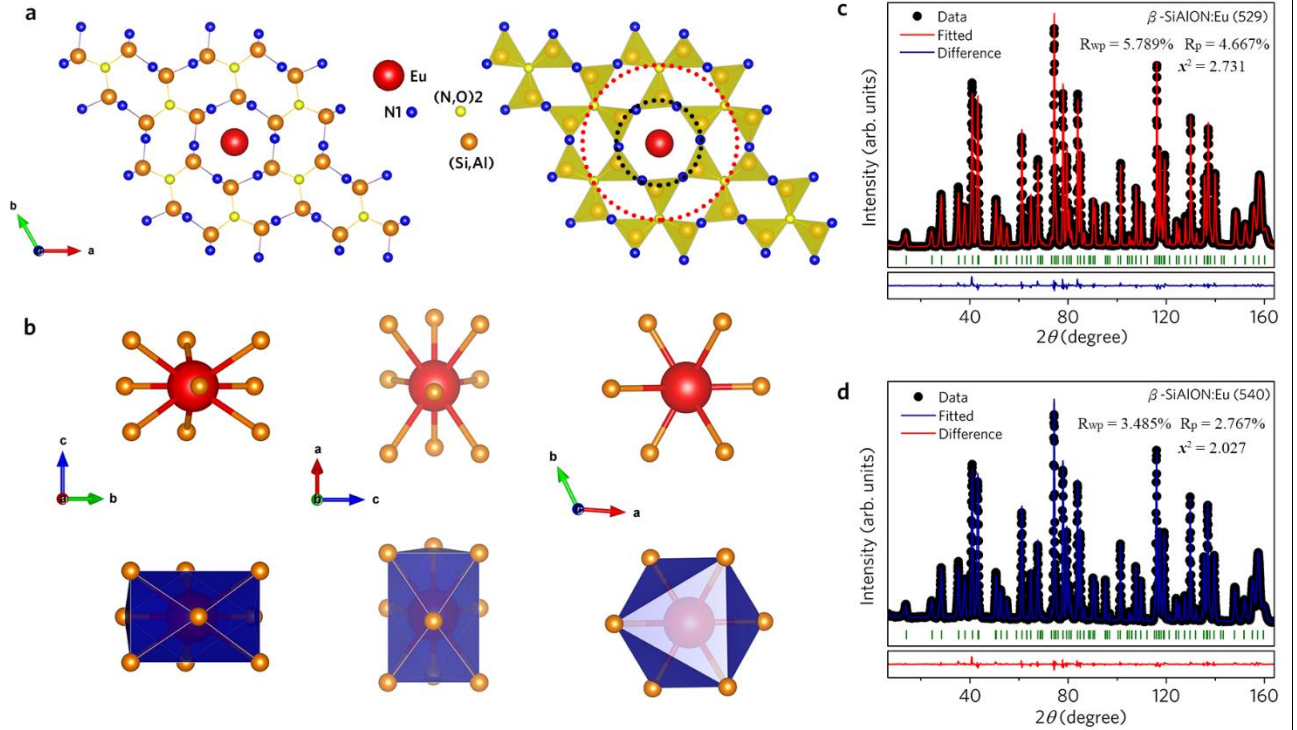 a
Eu
N1
(N,O)2
(Si,Al)
b
a
b
c
a
b
a
b
c
b
a
c
Data
Fitted
Difference
β-SiAlON:Eu (529)
Rwp = 5.789% Rp = 4.667%
x² = 2.731
Intensity (arb. units)
40 80 120 160
2θ (degree)
d
Data
Fitted
Difference
β-SiAlON:Eu (540)
Rwp = 3.485% Rp = 2.767%
x² = 2.027
Intensity (arb. units)
40 80 120 160
2θ (degree)